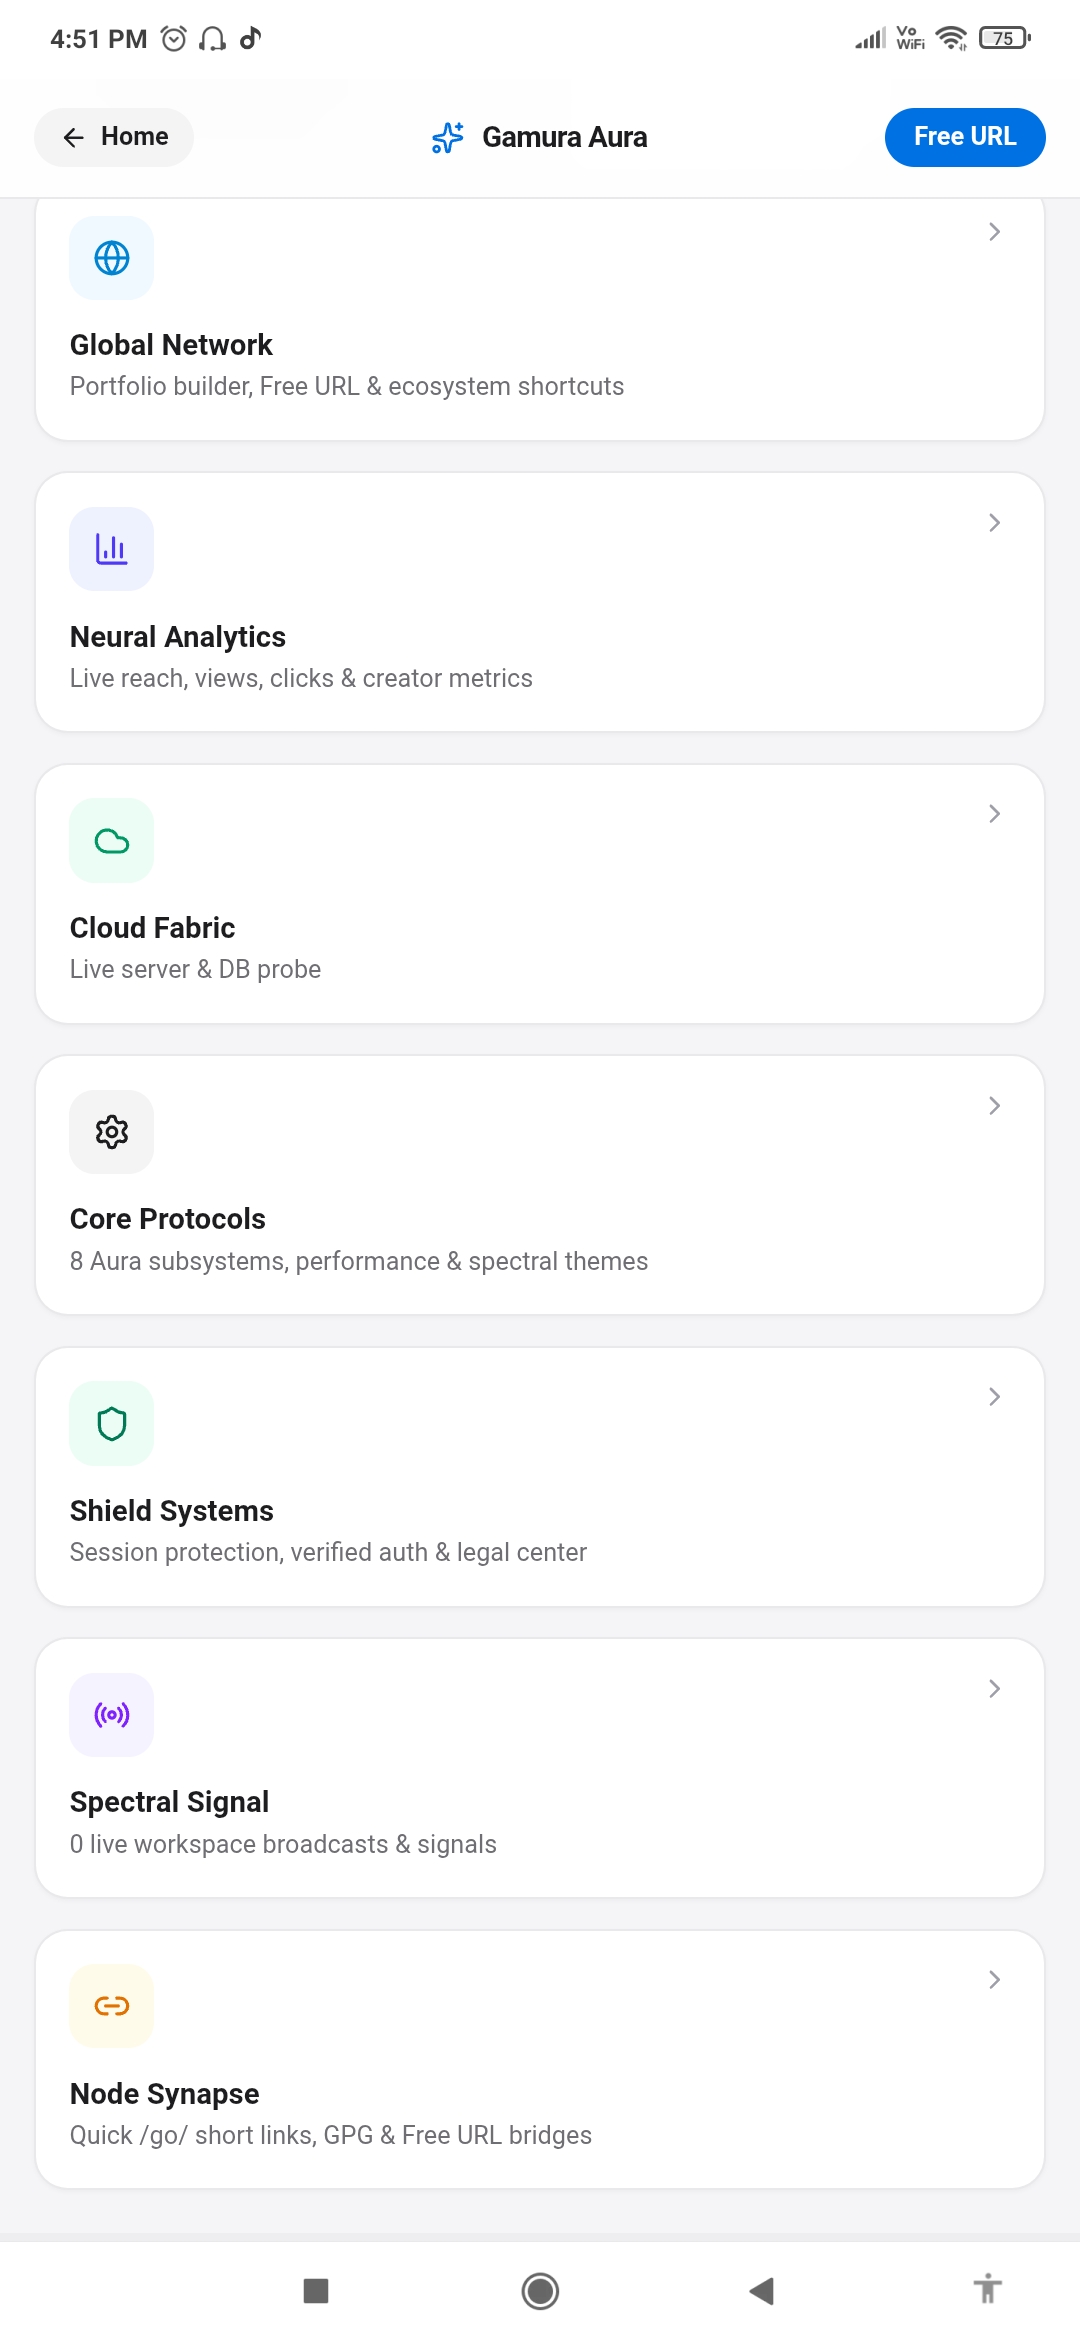 4:51 PM
Vo
WiFi
75
Home
Gamura Aura
Free URL
Global Network
Portfolio builder, Free URL & ecosystem shortcuts
Neural Analytics
Live reach, views, clicks & creator metrics
Cloud Fabric
Live server & DB probe
Core Protocols
8 Aura subsystems, performance & spectral themes
Shield Systems
Session protection, verified auth & legal center
Spectral Signal
0 live workspace broadcasts & signals
Node Synapse
Quick /go/ short links, GPG & Free URL bridges